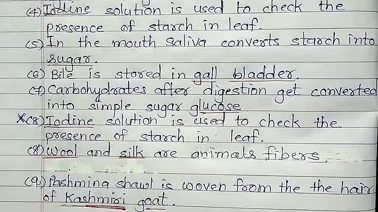 (4) Iodine solution is used to check the
presence of starch in leaf.
(5) In the mouth saliva converts starch into
sugar.
(6) Bile is stored in gall bladder.
(7) Carbohydrates after digestion get converted
into simple sugar glucose
*(8) Iodine solution is used to check the
presence of starch in leaf.
(8) wool and silk are animals fibers.
(9) Pashmina shawl is woven from the the hair
of Kashmiri goat.